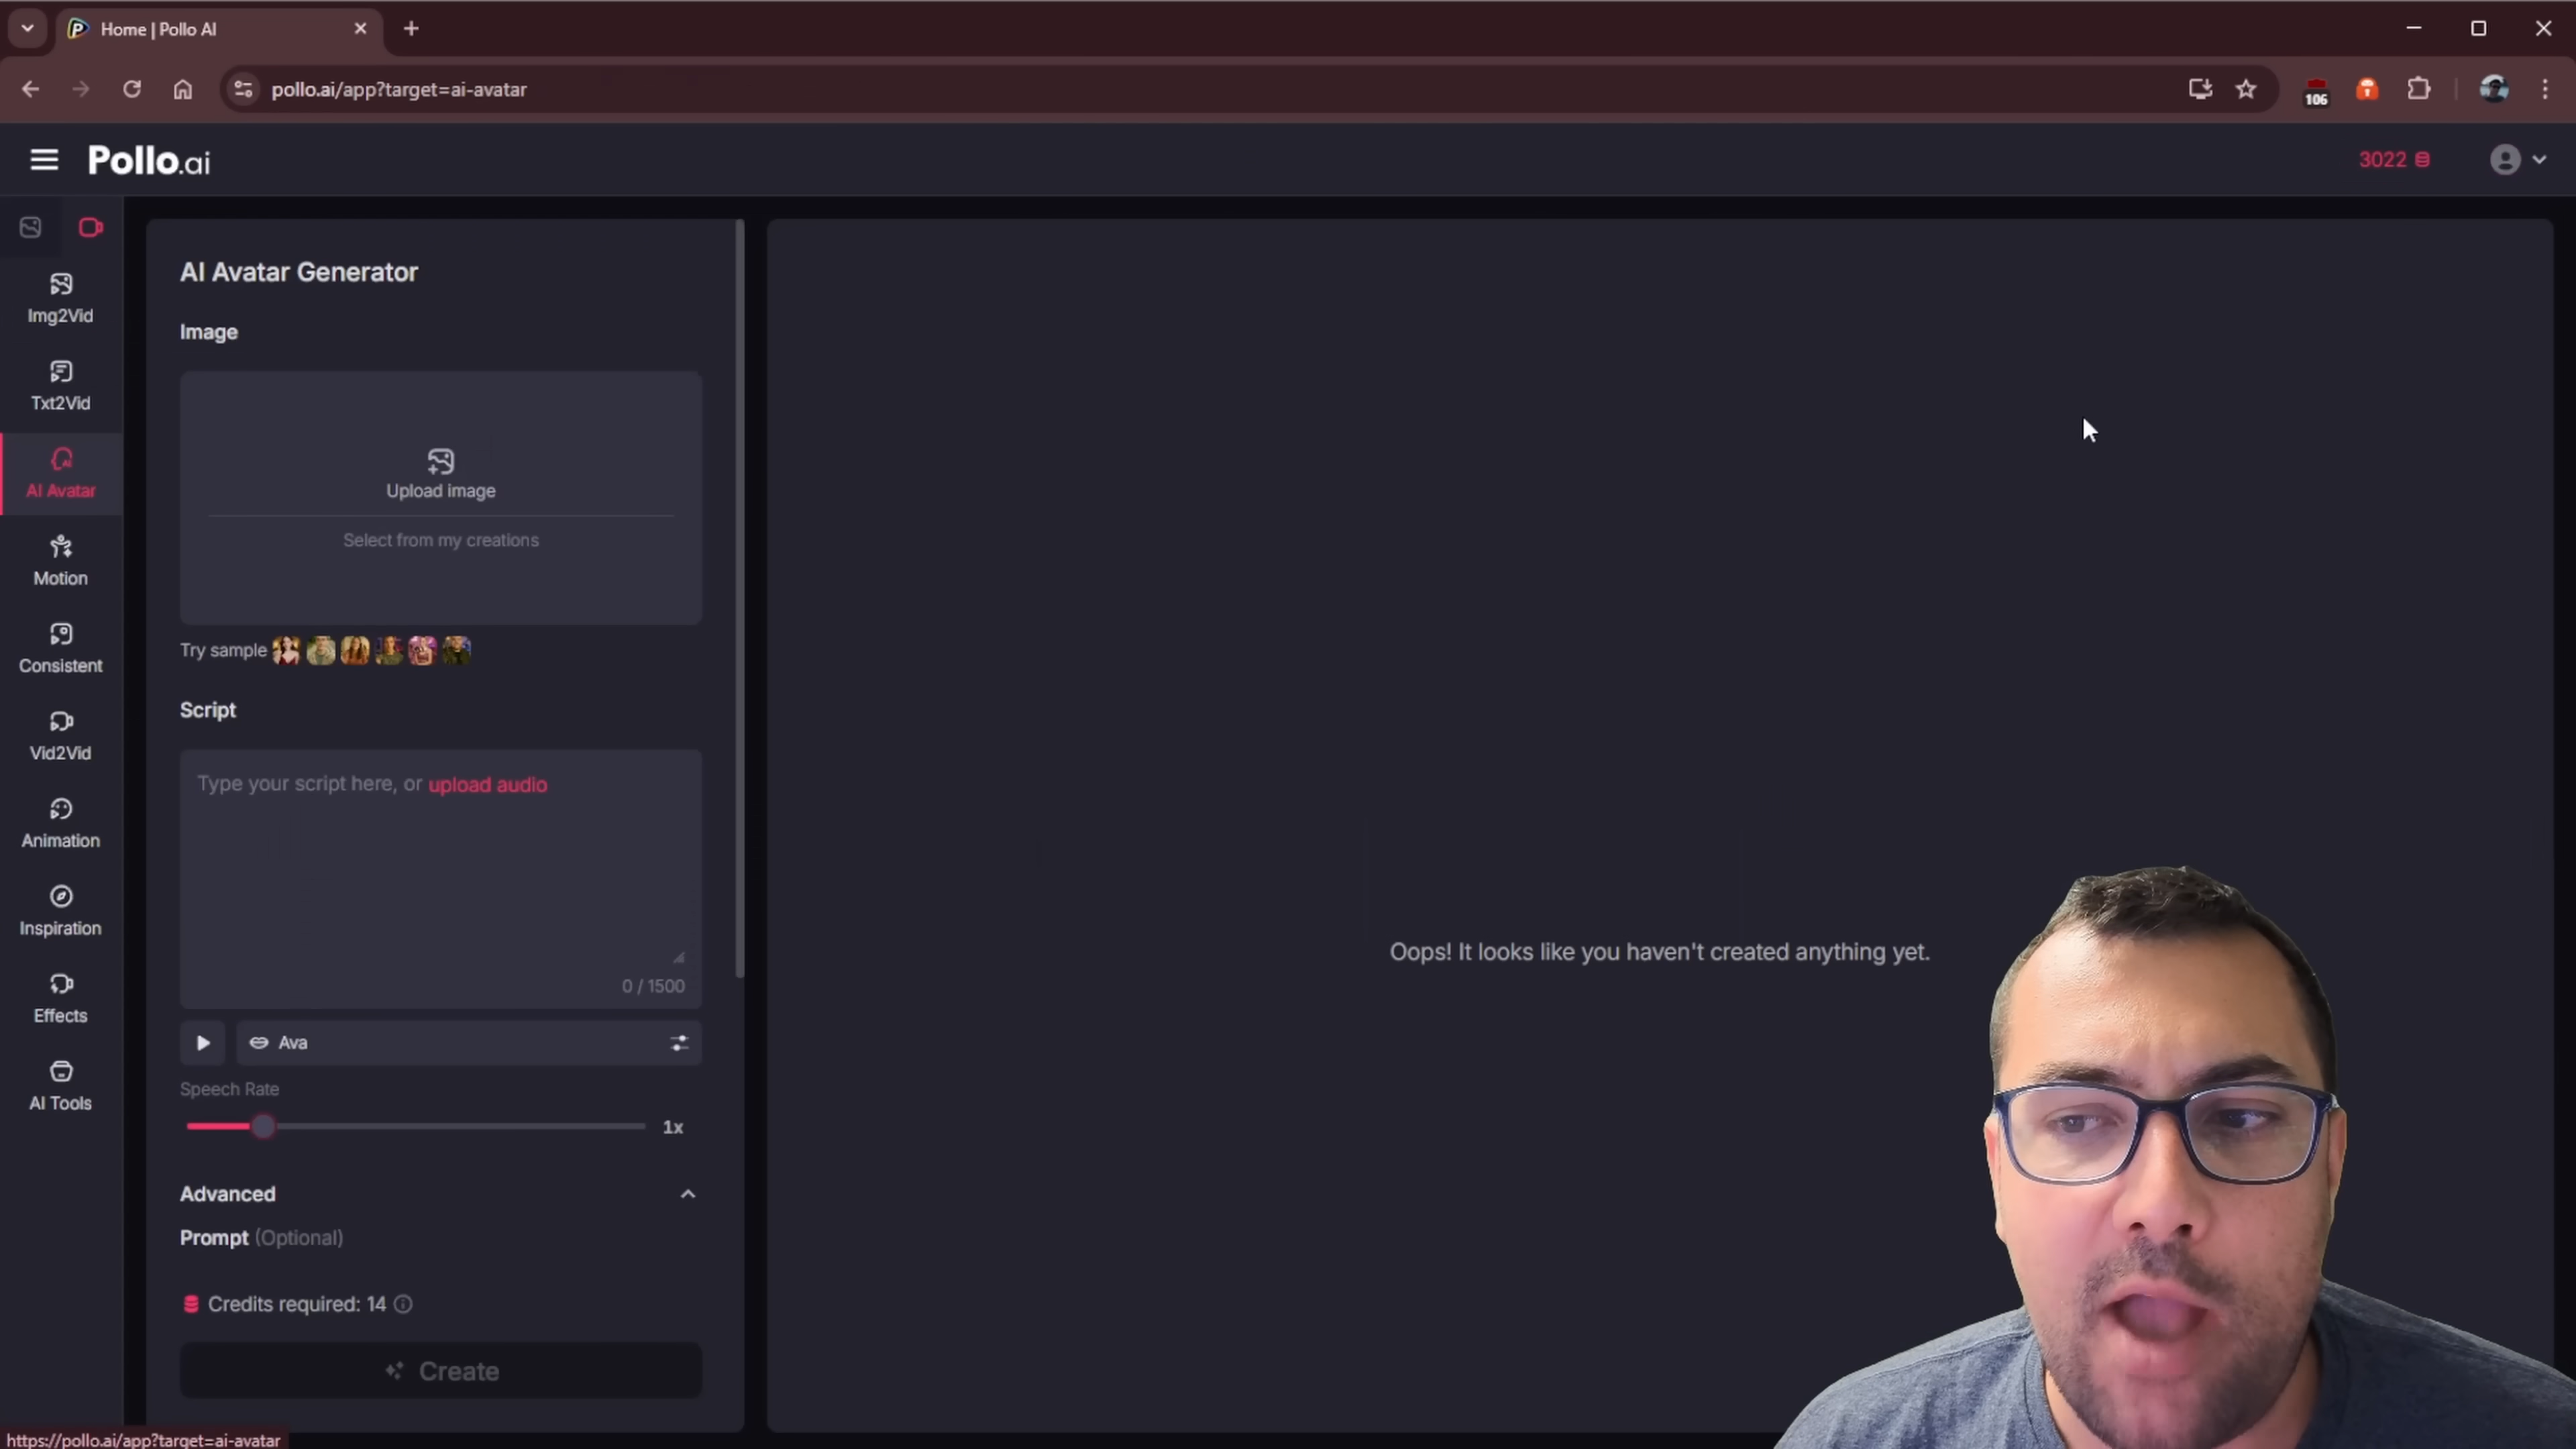 Home | Pollo AI
pollo.ai/app?target=ai-avatar
106
Pollo.ai
3022
Img2Vid
Txt2Vid
AI Avatar
Motion
Consistent
Vid2Vid
Animation
Inspiration
Effects
AI Tools
AI Avatar Generator
Image
Upload image
Select from my creations
Try sample
Script
Type your script here, or upload audio
0 / 1500
Ava
Speech Rate
1x
Advanced
Prompt (Optional)
Credits required: 14
Create
Oops! It looks like you haven't created anything yet.
https://pollo.ai/app?target=ai-avatar